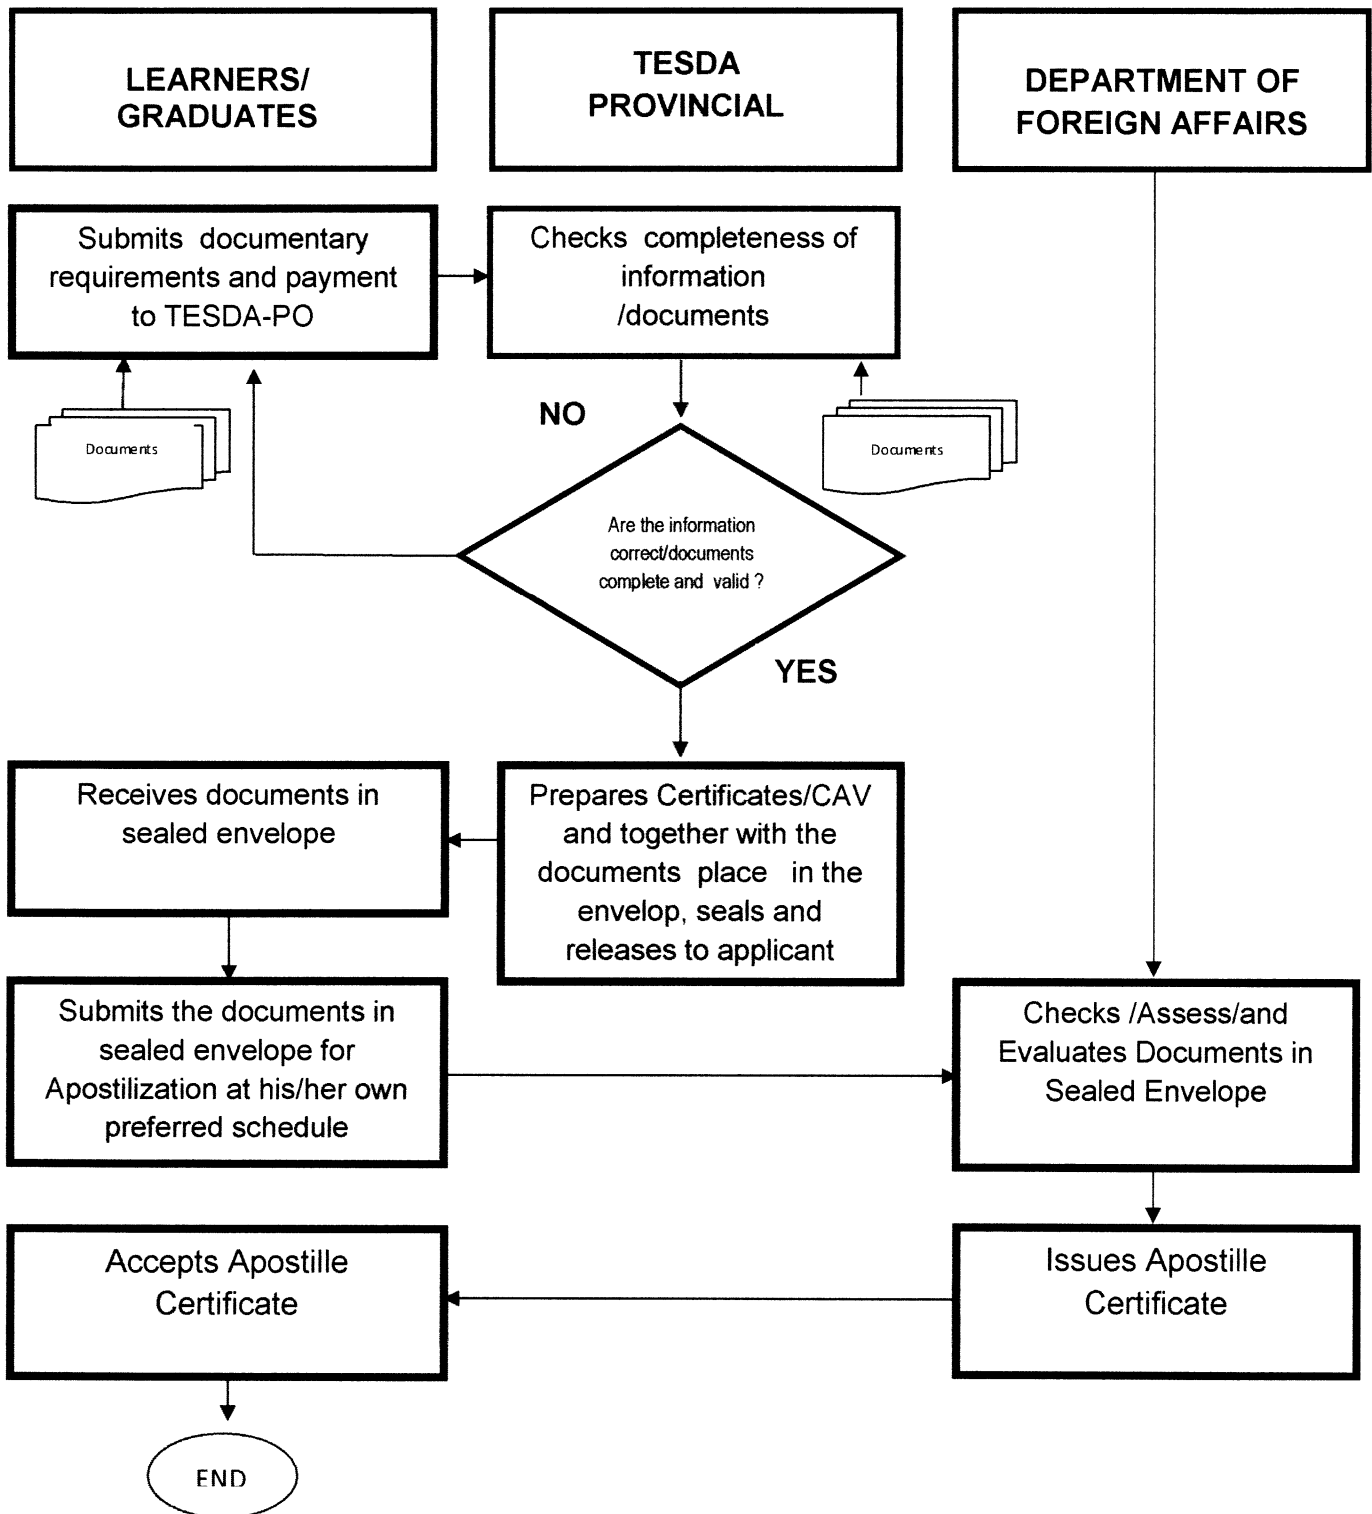 LEARNERS/
GRADUATES
TESDA
PROVINCIAL
DEPARTMENT OF
FOREIGN AFFAIRS
Submits documentary
requirements and payment
to TESDA-PO
Checks completeness of
information
/documents
Documents
NO
Documents
Are the information
correct/documents
complete and valid ?
YES
Receives documents in
sealed envelope
Prepares Certificates/CAV
and together with the
documents place in the
envelop, seals and
releases to applicant
Submits the documents in
sealed envelope for
Apostilization at his/her own
preferred schedule
Checks /Assess/and
Evaluates Documents in
Sealed Envelope
Accepts Apostille
Certificate
Issues Apostille
Certificate
END